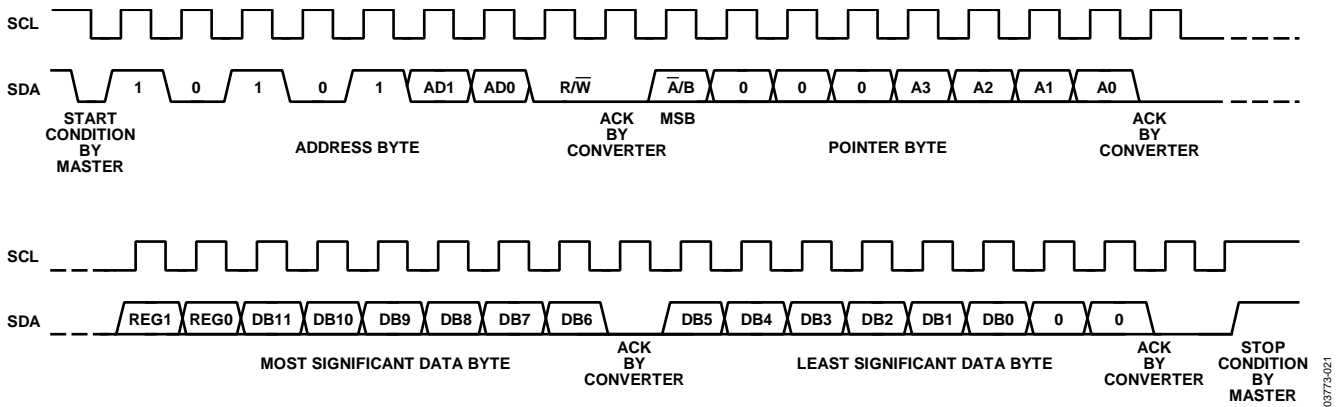 SCL
SDA 1 0 1 0 1 AD1 AD0 R/W̅ A̅/B 0 0 0 A3 A2 A1 A0
START CONDITION BY MASTER
ADDRESS BYTE
ACK BY CONVERTER
MSB
POINTER BYTE
ACK BY CONVERTER
SCL
SDA REG1 REG0 DB11 DB10 DB9 DB8 DB7 DB6 DB5 DB4 DB3 DB2 DB1 DB0 0 0
MOST SIGNIFICANT DATA BYTE
ACK BY CONVERTER
LEAST SIGNIFICANT DATA BYTE
ACK BY CONVERTER
STOP CONDITION BY MASTER
03773-021